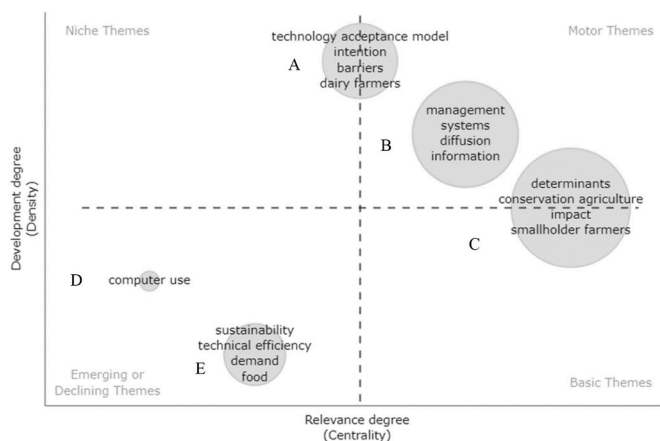 Niche Themes
Motor Themes
A
technology acceptance model
intention
barriers
dairy farmers
B
management
systems
diffusion
information
C
determinants
conservation agriculture
impact
smallholder farmers
Development degree
(Density)
D
computer use
E
sustainability
technical efficiency
demand
food
Emerging or
Declining Themes
Basic Themes
Relevance degree
(Centrality)